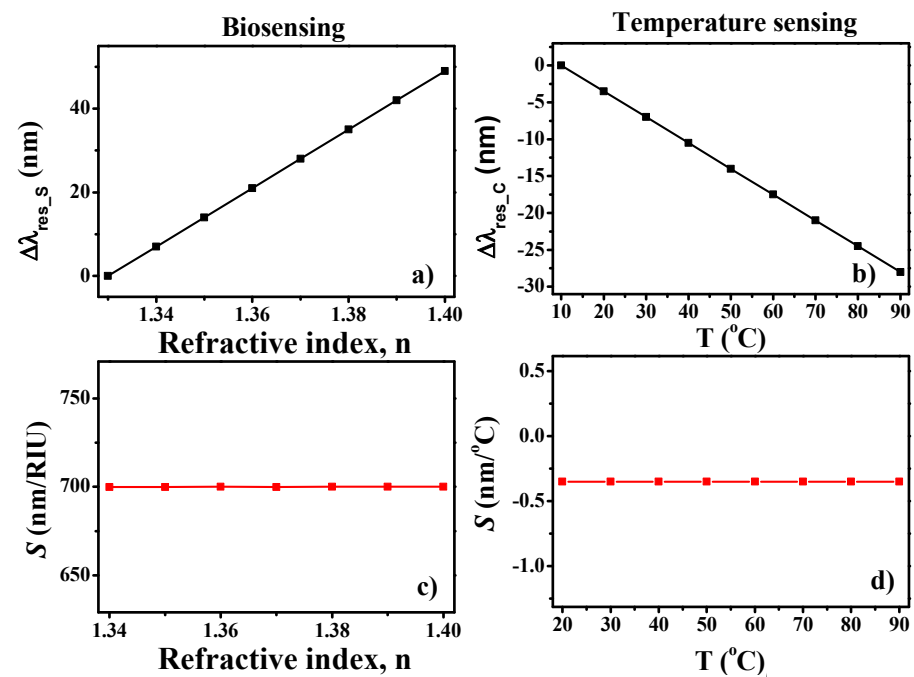 Biosensing
Δλres_S (nm)
40
20
0
a)
1.34 1.36 1.38 1.40
Refractive index, n
Temperature sensing
Δλres_C (nm)
0
-5
-10
-15
-20
-25
-30
b)
10 20 30 40 50 60 70 80 90
T (°C)
S (nm/RIU)
750
700
650
c)
1.34 1.36 1.38 1.40
Refractive index, n
S (nm/°C)
0.5
0.0
-0.5
-1.0
d)
20 30 40 50 60 70 80 90
T (°C)